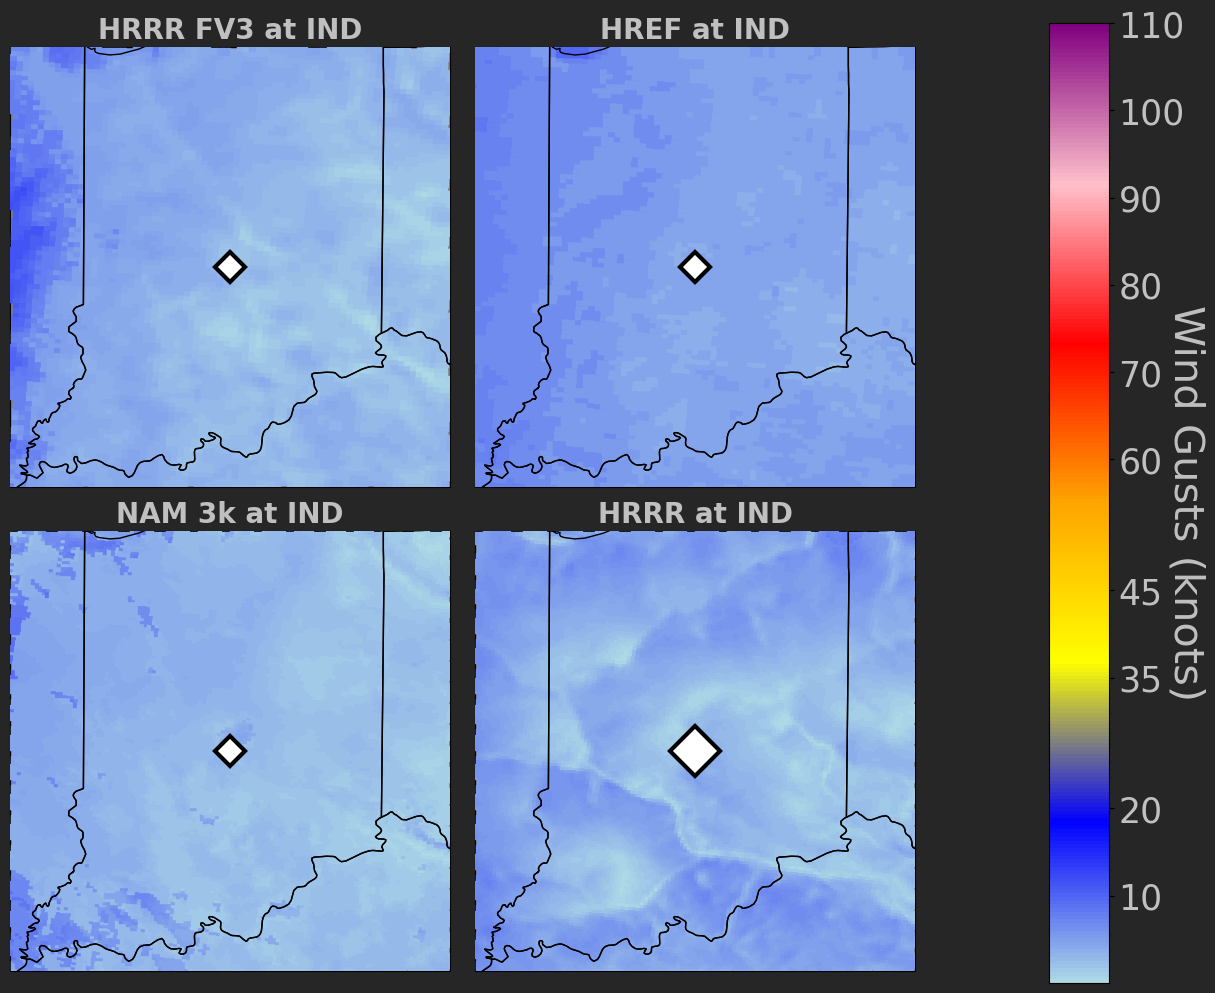 HRRR FV3 at IND
HREF at IND
NAM 3k at IND
HRRR at IND
110
100
90
80
70
60
45
35
20
10
Wind Gusts (knots)